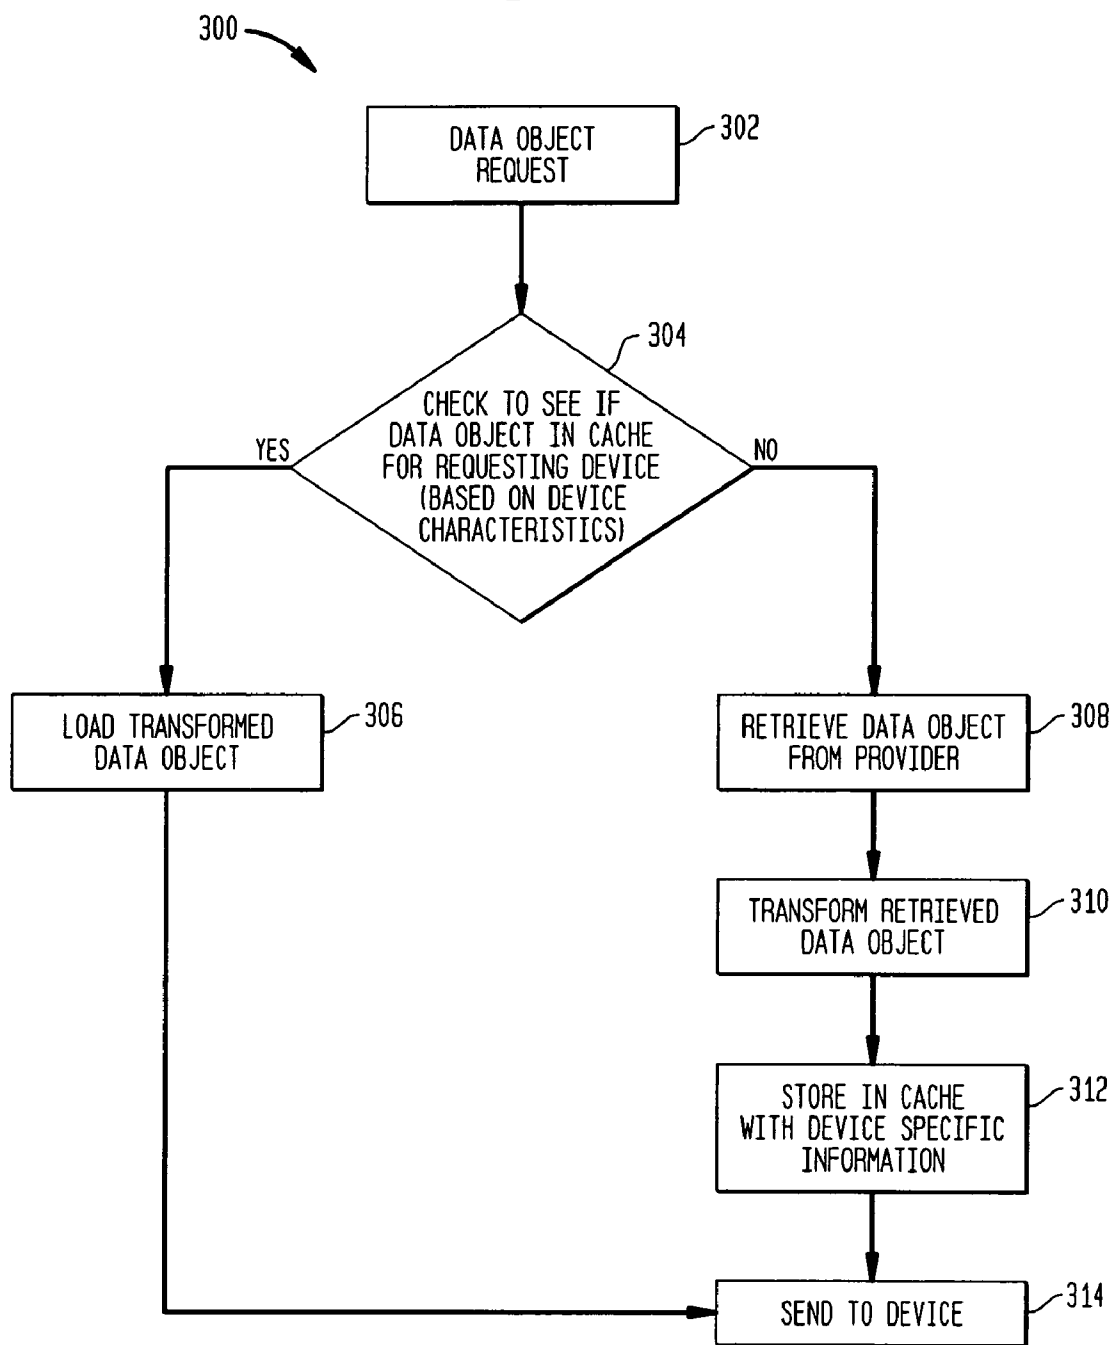 300
DATA OBJECT
REQUEST
302
304
CHECK TO SEE IF
DATA OBJECT IN CACHE
FOR REQUESTING DEVICE
(BASED ON DEVICE
CHARACTERISTICS)
YES
NO
LOAD TRANSFORMED
DATA OBJECT
306
RETRIEVE DATA OBJECT
FROM PROVIDER
308
TRANSFORM RETRIEVED
DATA OBJECT
310
STORE IN CACHE
WITH DEVICE SPECIFIC
INFORMATION
312
SEND TO DEVICE
314